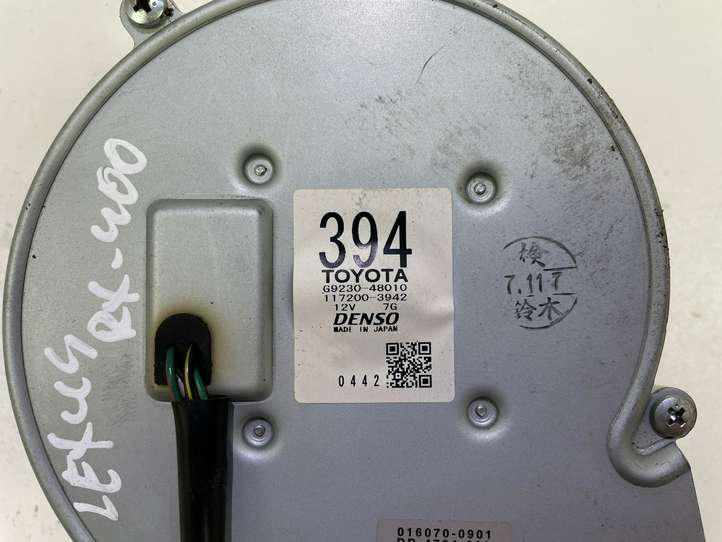 LEXUS
RX-400
394
TOYOTA
G9230-48010
117200-3942
12V 7G
DENSO
MADE IN JAPAN
0442
検
7.11.7
鈴木
016070-0901